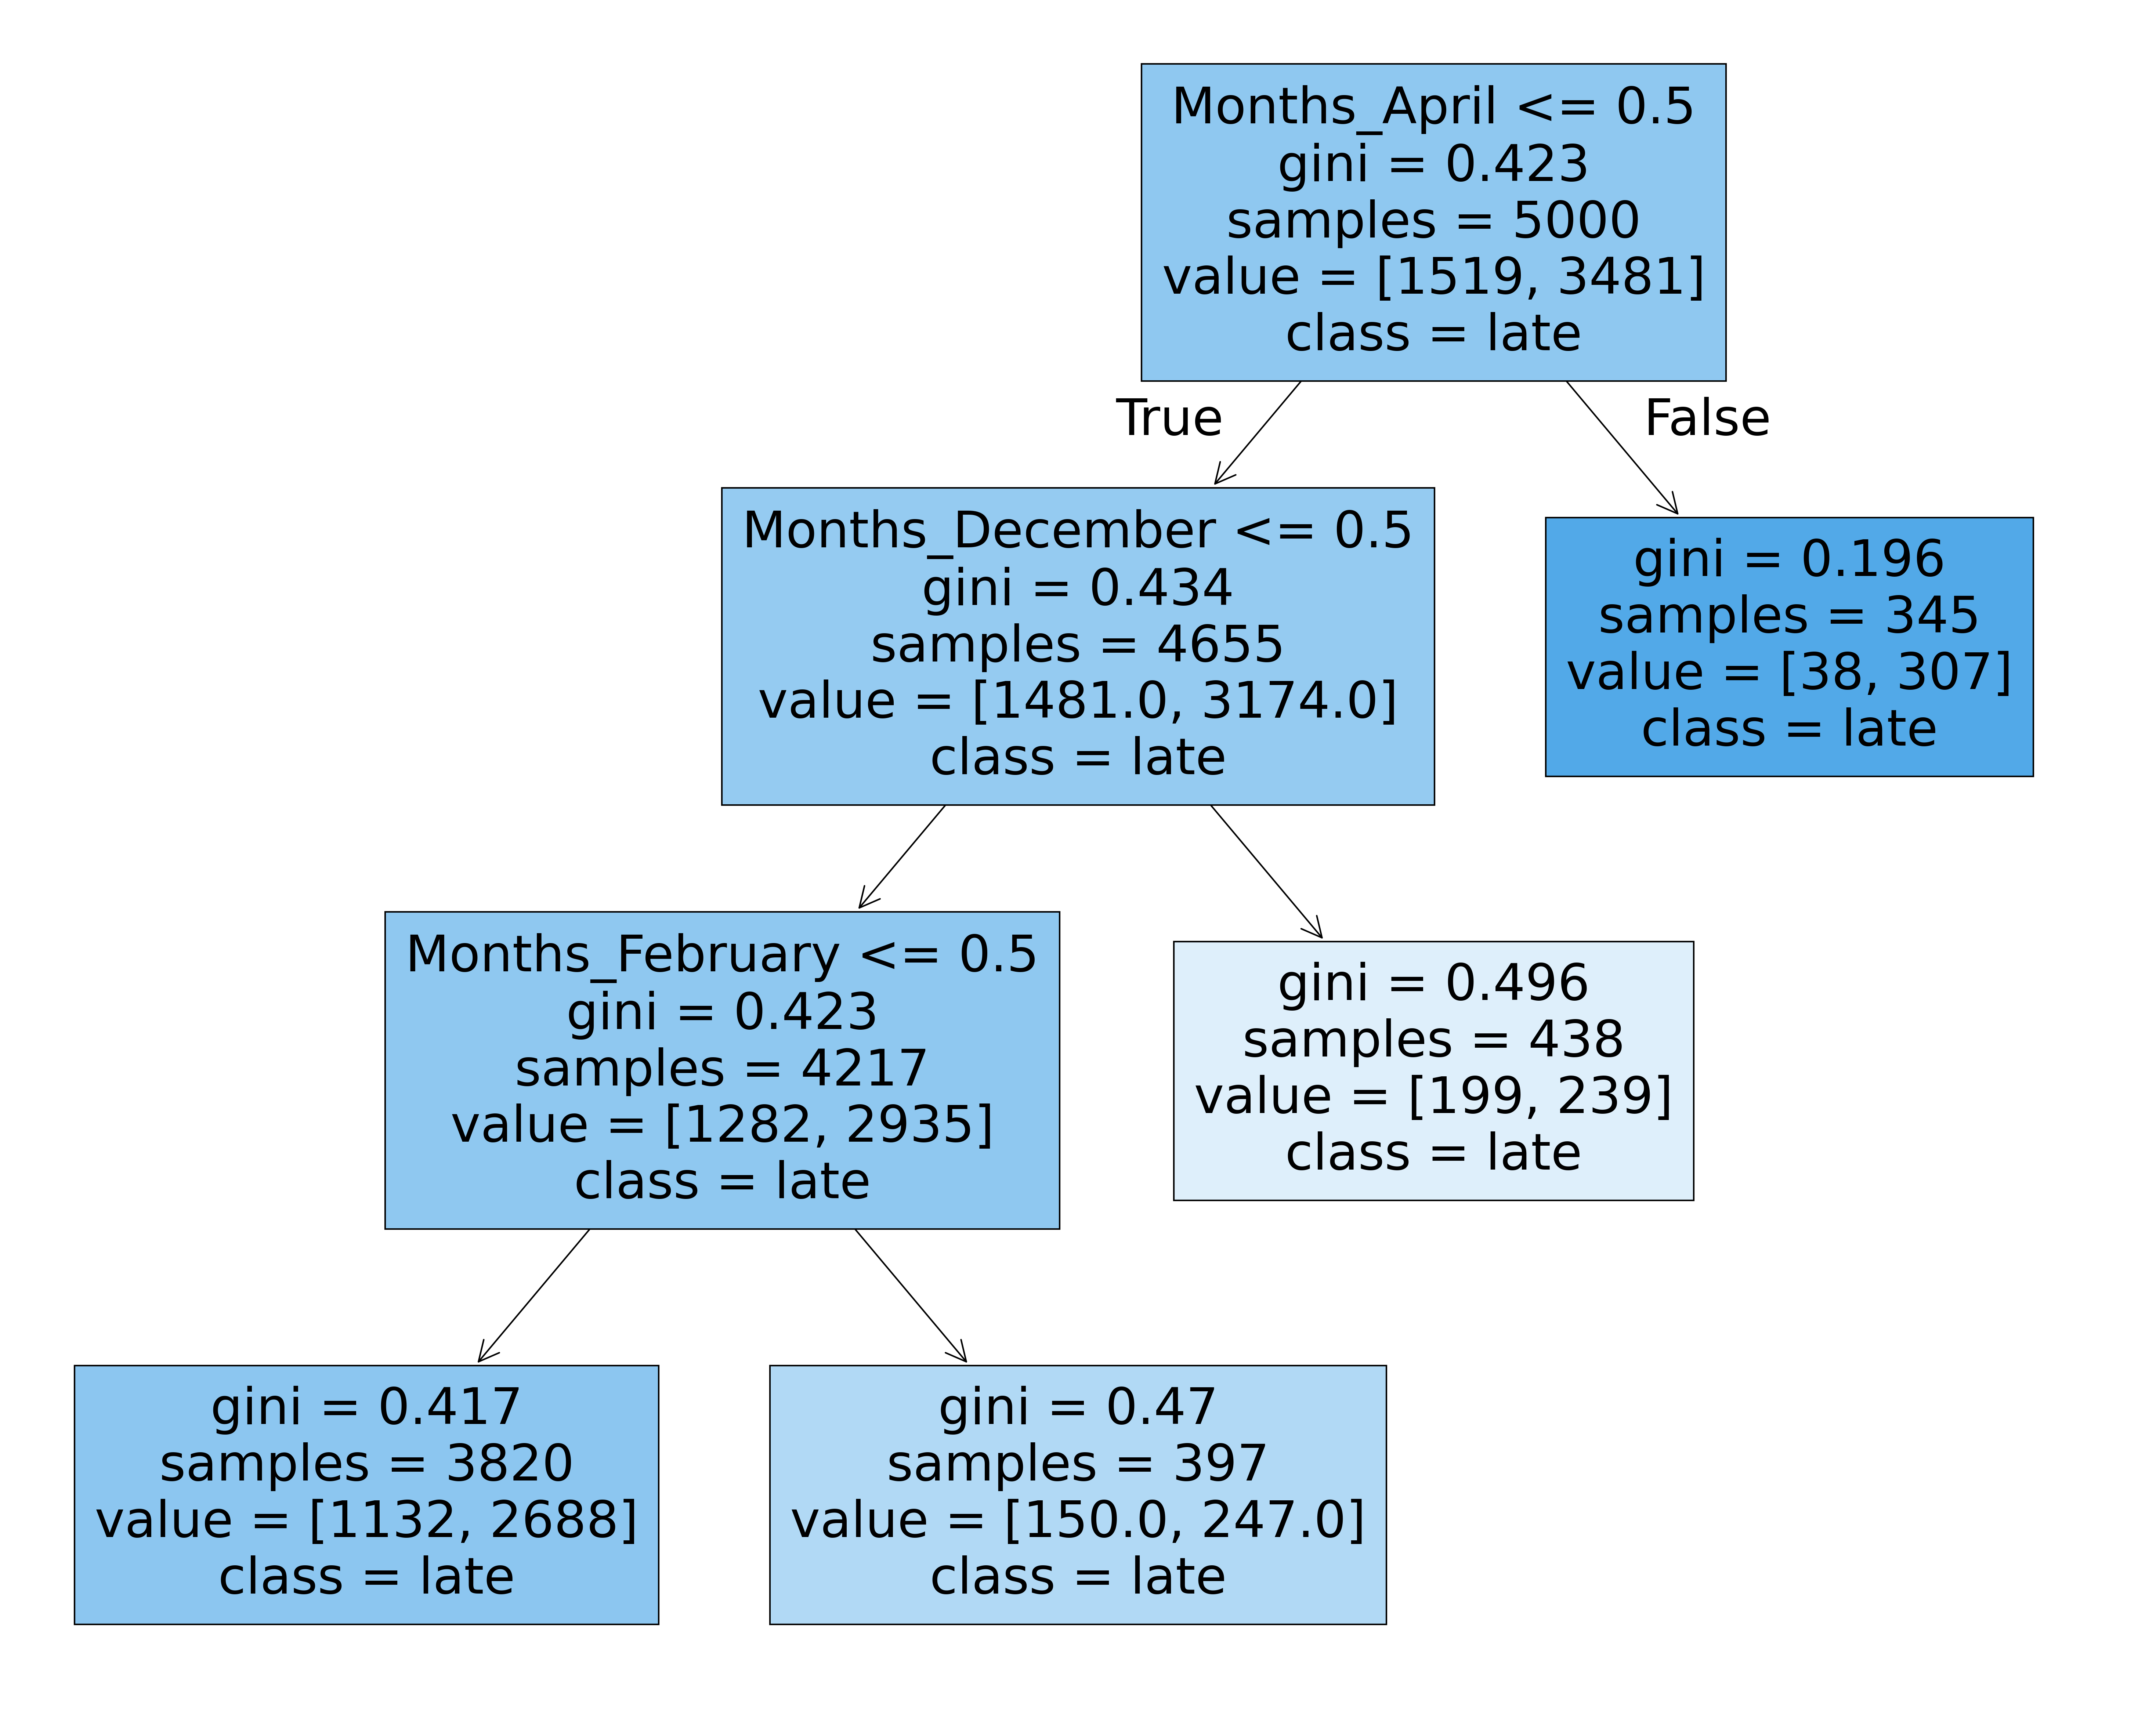 Months_April <= 0.5
gini = 0.423
samples = 5000
value = [1519, 3481]
class = late
True
False
Months_December <= 0.5
gini = 0.434
samples = 4655
value = [1481.0, 3174.0]
class = late
gini = 0.196
samples = 345
value = [38, 307]
class = late
Months_February <= 0.5
gini = 0.423
samples = 4217
value = [1282, 2935]
class = late
gini = 0.496
samples = 438
value = [199, 239]
class = late
gini = 0.417
samples = 3820
value = [1132, 2688]
class = late
gini = 0.47
samples = 397
value = [150.0, 247.0]
class = late